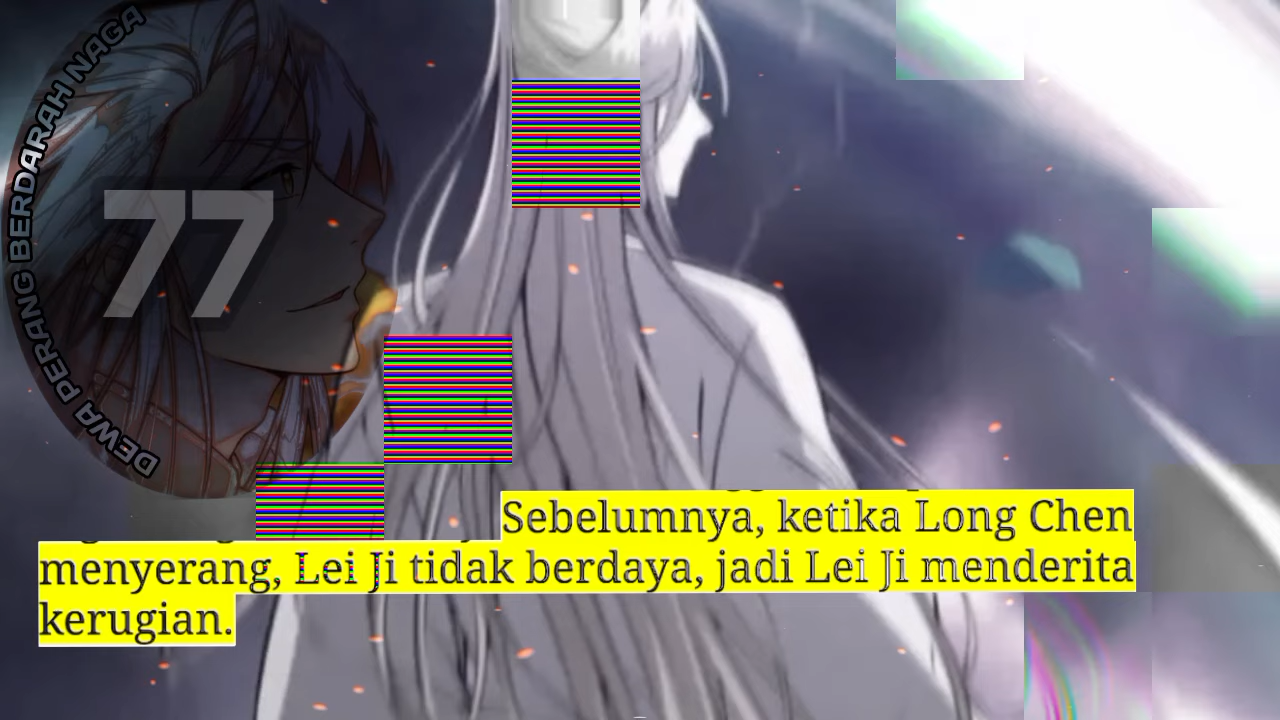 DEWA PERANG BERDARAH NAGA
77
Sebelumnya, ketika Long Chen
menyerang, Lei Ji tidak berdaya, jadi Lei Ji menderita
kerugian.